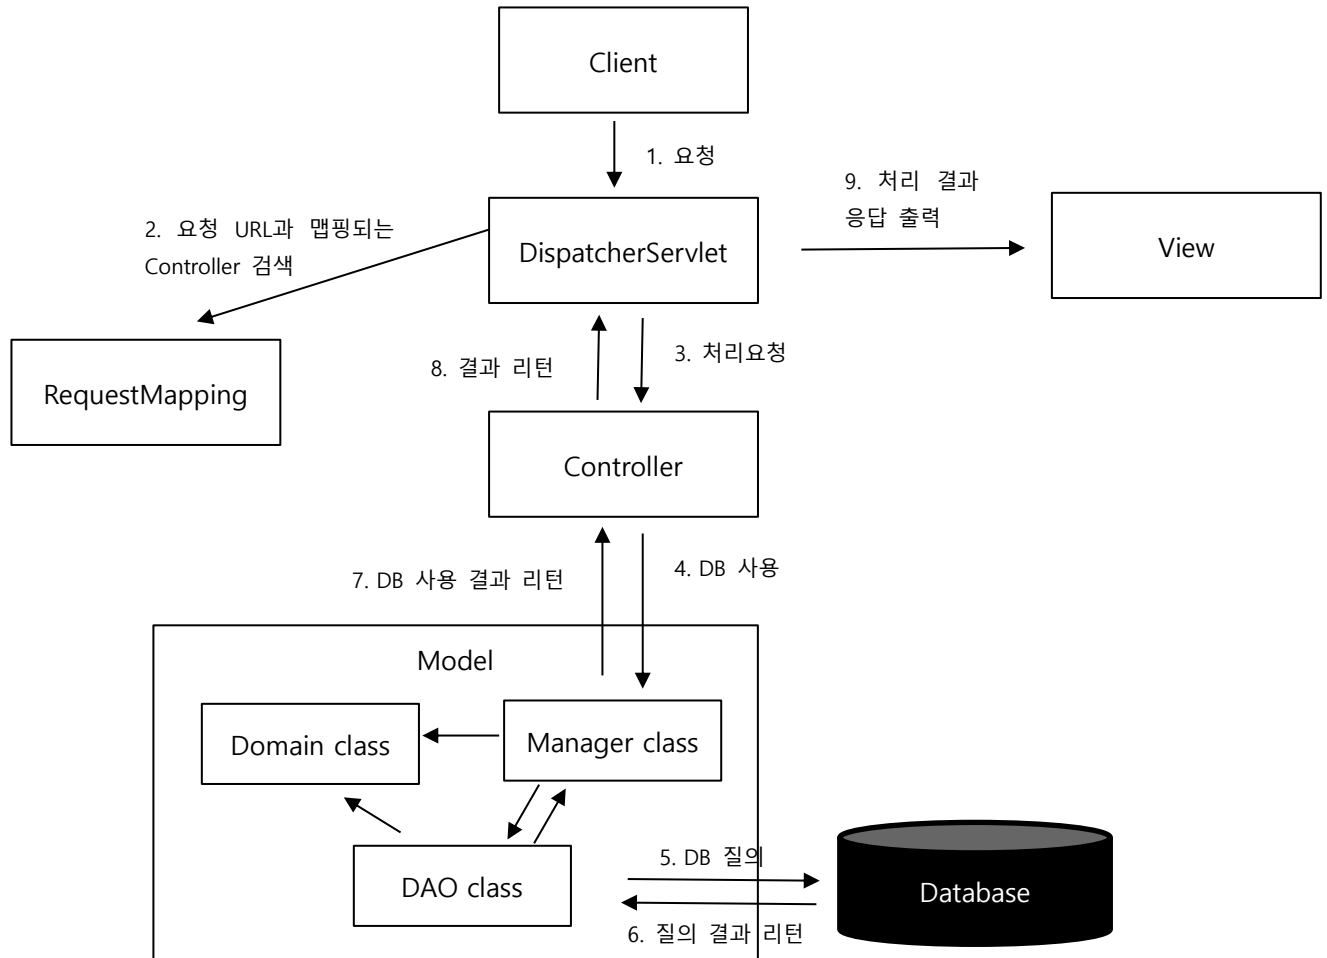 Client
1. 요청
9. 처리 결과
응답 출력
2. 요청 URL과 맵핑되는
Controller 검색
DispatcherServlet
View
3. 처리요청
8. 결과 리턴
RequestMapping
Controller
4. DB 사용
7. DB 사용 결과 리턴
Model
Domain class
Manager class
5. DB 질의
DAO class
Database
6. 질의 결과 리턴